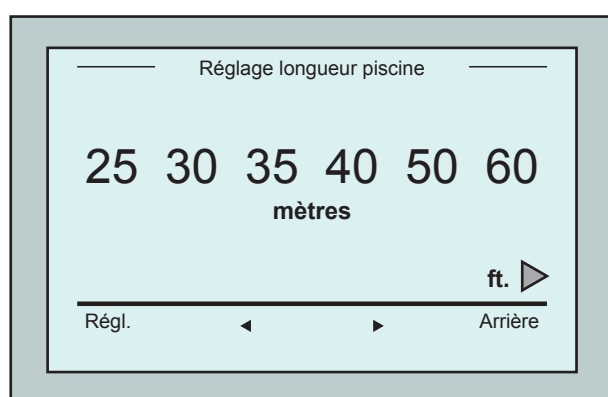 Réglage longueur piscine
25 30 35 40 50 60
mètres
ft.
Régl. Arrière